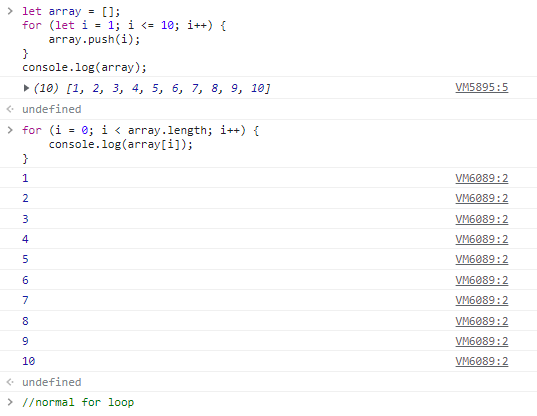 let array = [];
for (let i = 1; i <= 10; i++) {
    array.push(i);
}
console.log(array);
(10) [1, 2, 3, 4, 5, 6, 7, 8, 9, 10] VM5895:5
undefined
for (i = 0; i < array.length; i++) {
    console.log(array[i]);
}
1 VM6089:2
2 VM6089:2
3 VM6089:2
4 VM6089:2
5 VM6089:2
6 VM6089:2
7 VM6089:2
8 VM6089:2
9 VM6089:2
10 VM6089:2
undefined
//normal for loop